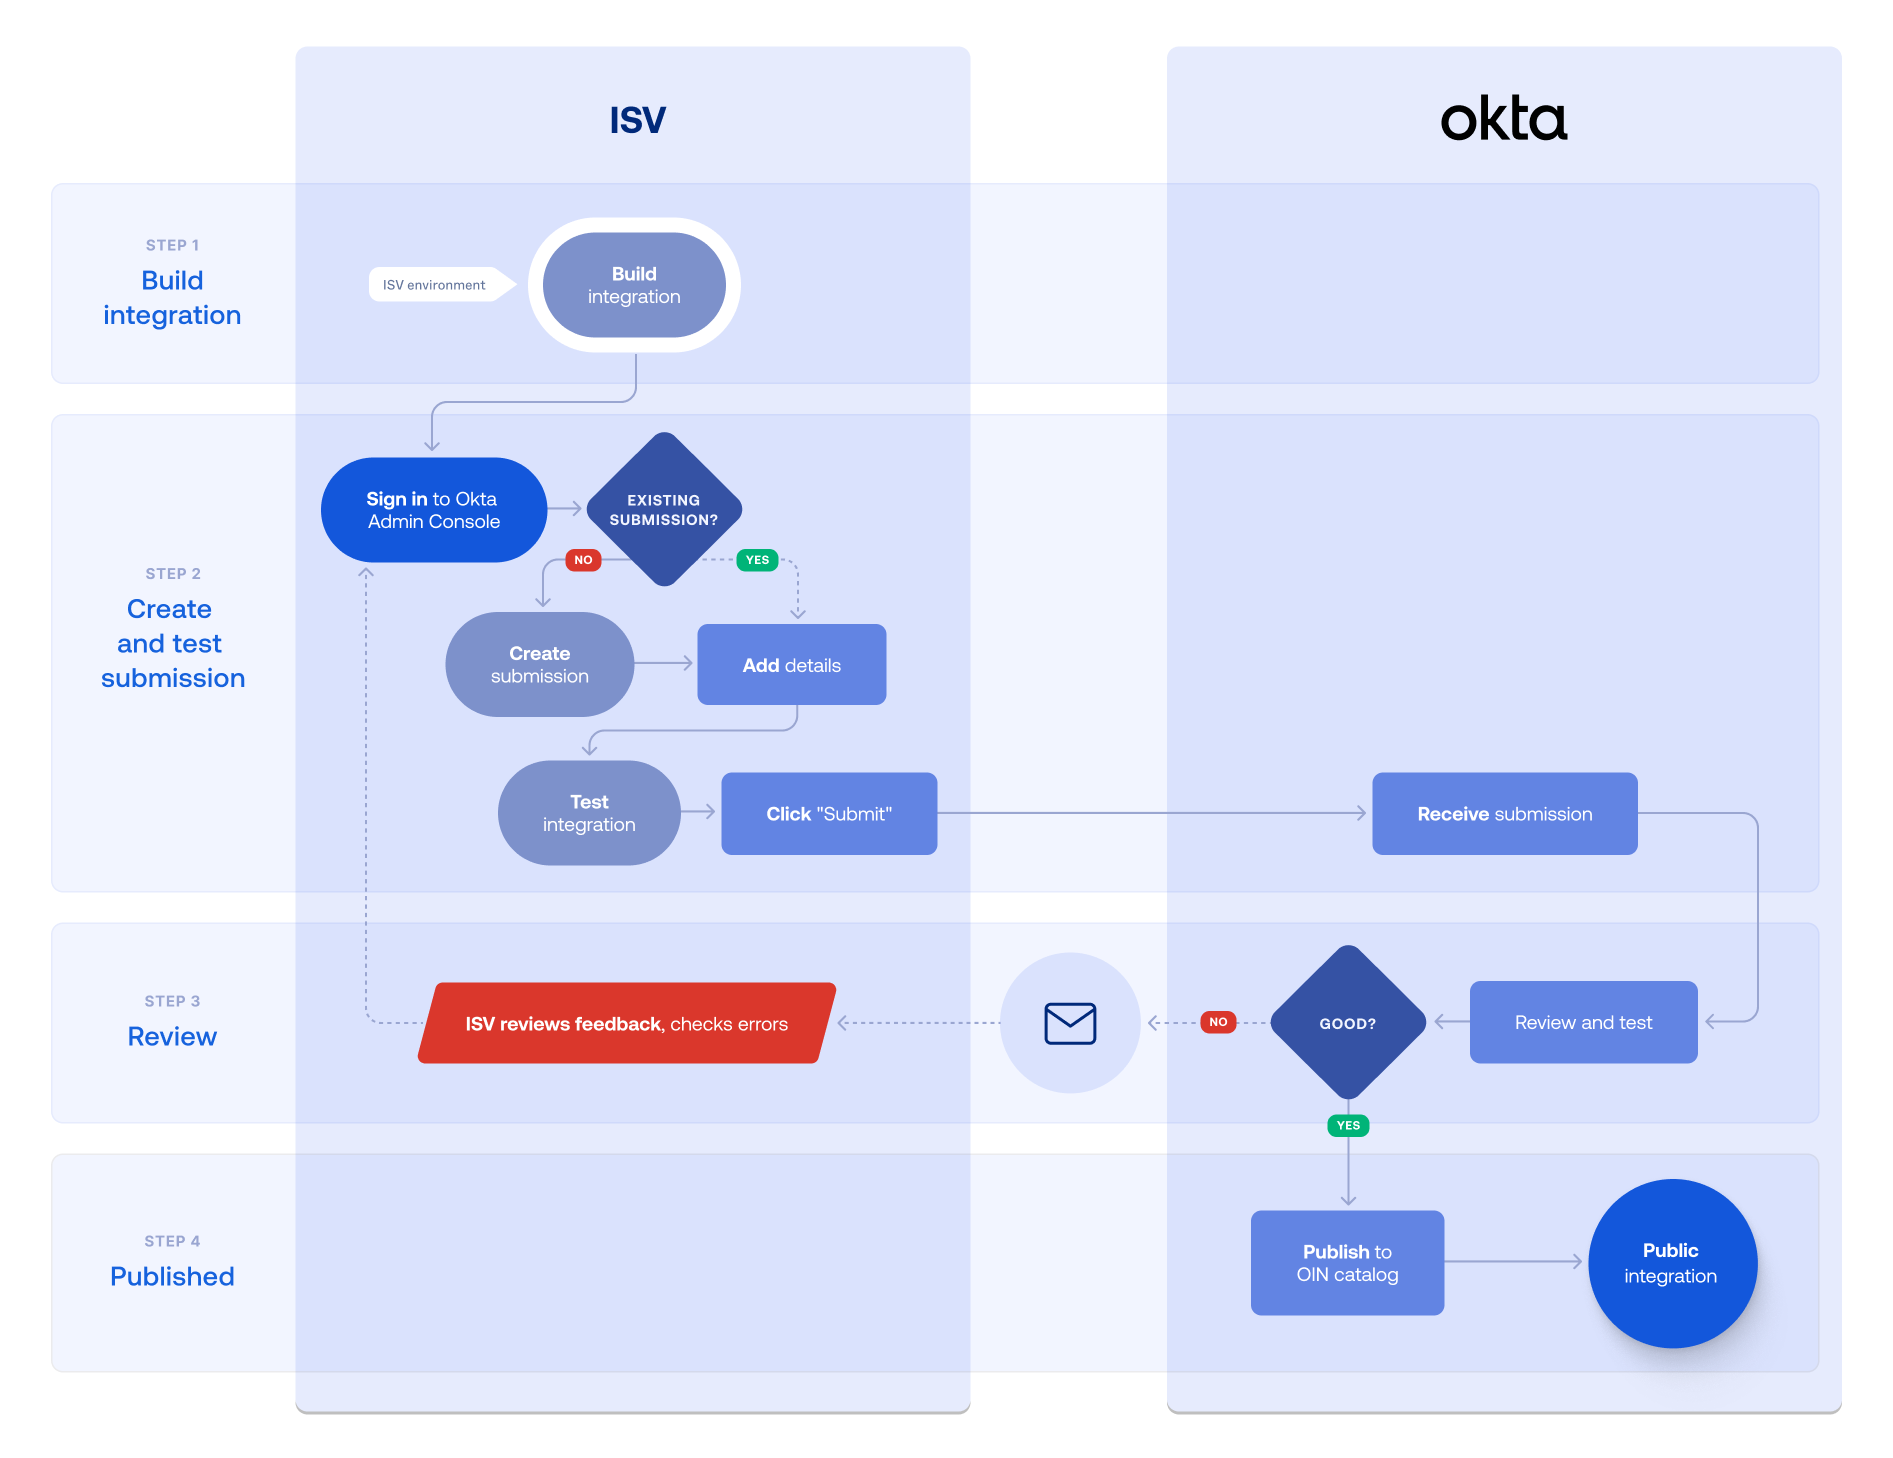 ISV
okta
STEP 1
Build
integration
ISV environment
Build
integration
STEP 2
Create
and test
submission
Sign in to Okta
Admin Console
EXISTING
SUBMISSION?
NO
YES
Create
submission
Add details
Test
integration
Click "Submit"
Receive submission
STEP 3
Review
ISV reviews feedback, checks errors
NO
GOOD?
Review and test
YES
STEP 4
Published
Publish to
OIN catalog
Public
integration